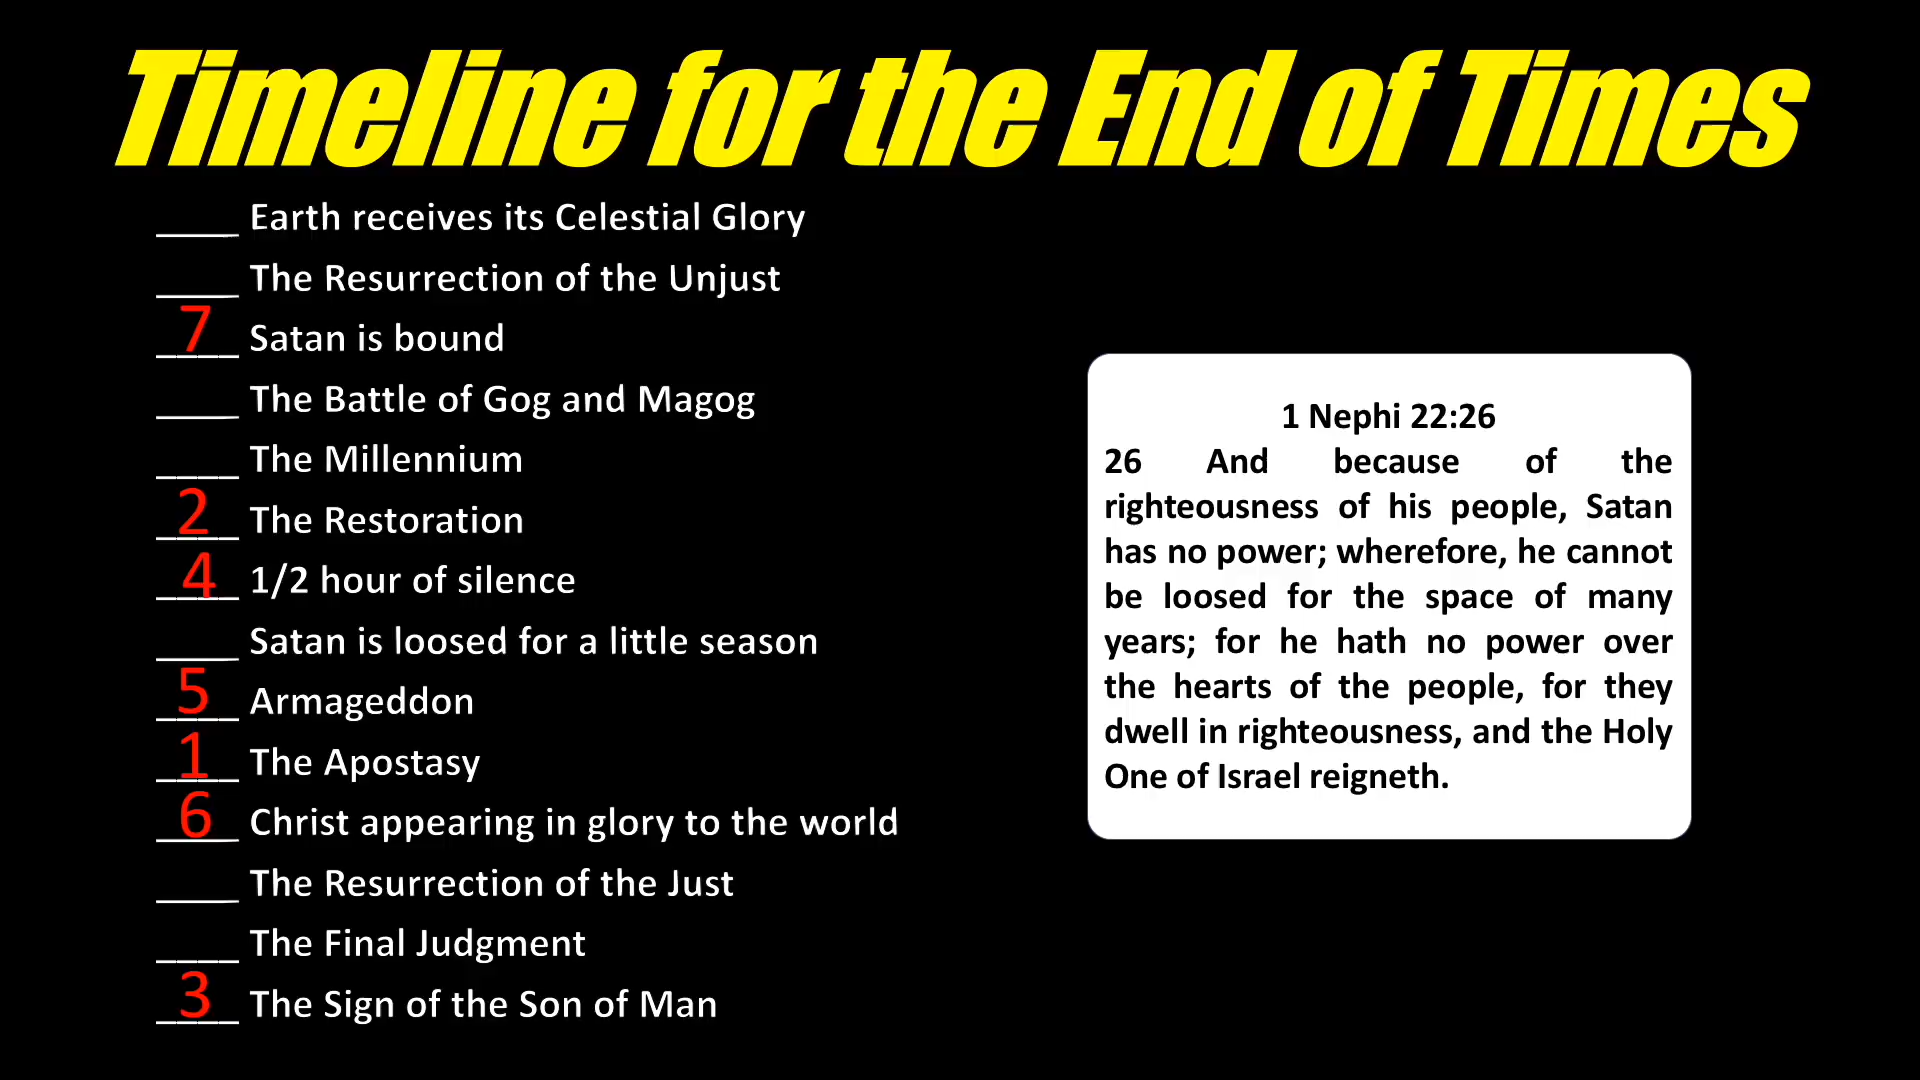 Timeline for the End of Times
____ Earth receives its Celestial Glory
____ The Resurrection of the Unjust
7 Satan is bound
____ The Battle of Gog and Magog
____ The Millennium
2 The Restoration
4 1/2 hour of silence
____ Satan is loosed for a little season
5 Armageddon
1 The Apostasy
6 Christ appearing in glory to the world
____ The Resurrection of the Just
____ The Final Judgment
3 The Sign of the Son of Man
1 Nephi 22:26
26 And because of the
righteousness of his people, Satan
has no power; wherefore, he cannot
be loosed for the space of many
years; for he hath no power over
the hearts of the people, for they
dwell in righteousness, and the Holy
One of Israel reigneth.